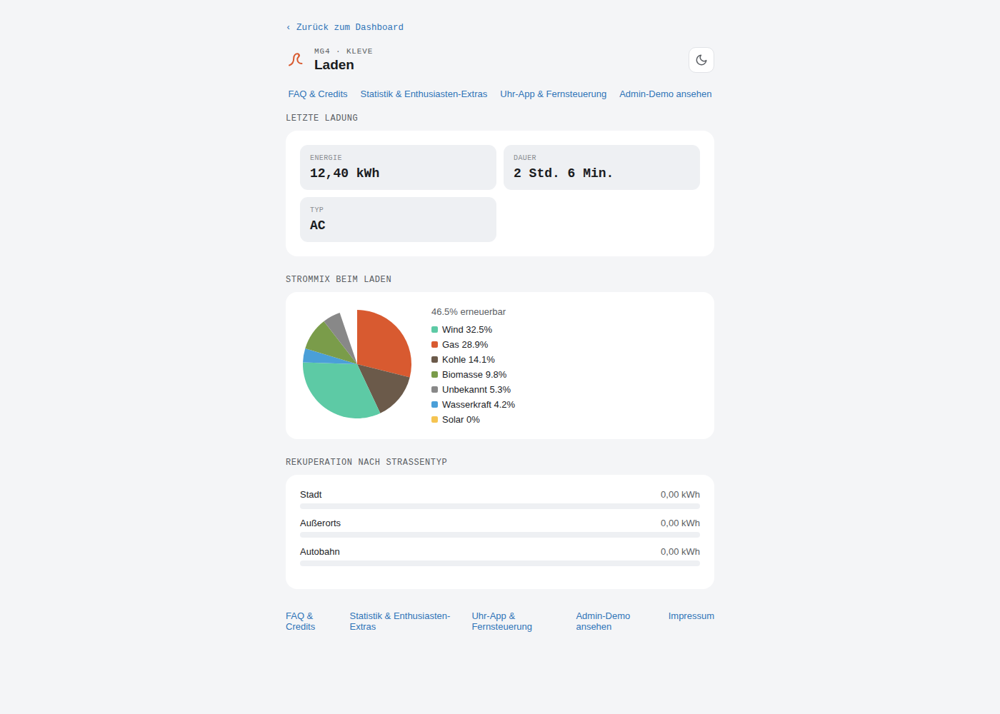 ‹ Zurück zum Dashboard
MG4 · KLEVE
Laden
FAQ & Credits Statistik & Enthusiasten-Extras Uhr-App & Fernsteuerung Admin-Demo ansehen
LETZTE LADUNG
ENERGIE
12,40 kWh
DAUER
2 Std. 6 Min.
TYP
AC
STROMMIX BEIM LADEN
46.5% erneuerbar
Wind 32.5%
Gas 28.9%
Kohle 14.1%
Biomasse 9.8%
Unbekannt 5.3%
Wasserkraft 4.2%
Solar 0%
REKUPERATION NACH STRASSENTYP
Stadt 0,00 kWh
Außerorts 0,00 kWh
Autobahn 0,00 kWh
FAQ &
Credits
Statistik & Enthusiasten-
Extras
Uhr-App &
Fernsteuerung
Admin-Demo
ansehen
Impressum